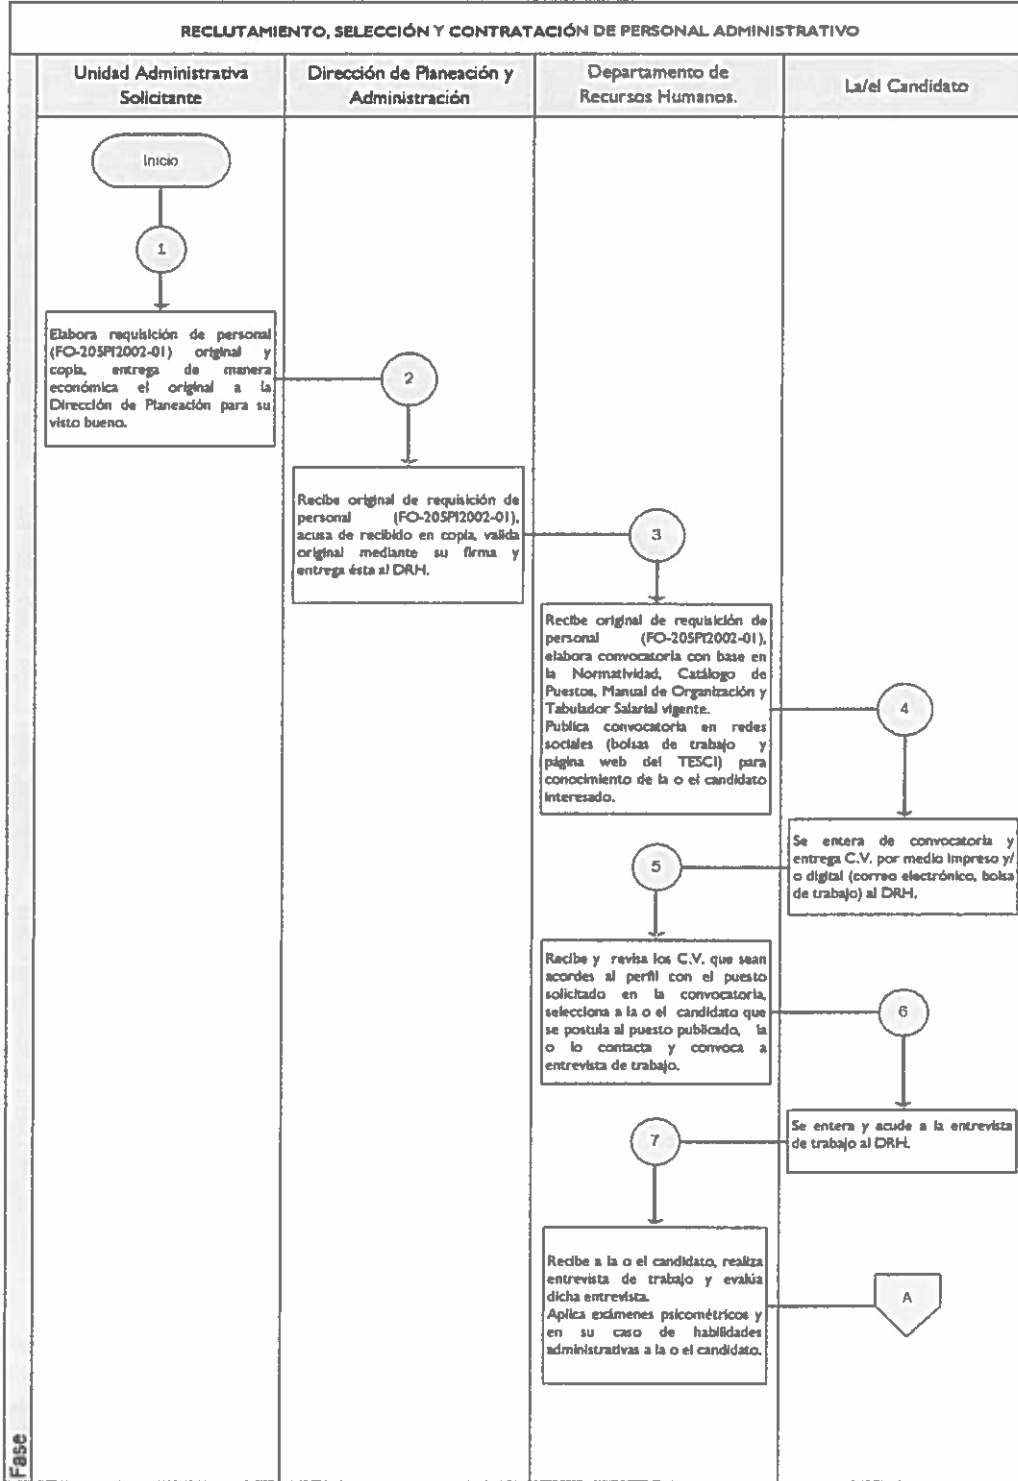 RECLUTAMIENTO, SELECCIÓN Y CONTRATACIÓN DE PERSONAL ADMINISTRATIVO
Unidad Administrativa
Solicitante
Dirección de Planeación y
Administración
Departamento de
Recursos Humanos.
La/el Candidato
Inicio
1
Elabora requisición de personal
(FO-205PI2002-01) original y
copia, entrega de manera
económica el original a la
Dirección de Planeación para su
visto bueno.
2
Recibe original de requisición de
personal (FO-205PI2002-01),
acusa de recibido en copia, valida
original mediante su firma y
entrega ésta al DRH.
3
Recibe original de requisición de
personal (FO-205PI2002-01),
elabora convocatoria con base en
la Normatividad, Catálogo de
Puestos, Manual de Organización y
Tabulador Salarial vigente.
Publica convocatoria en redes
sociales (bolsas de trabajo y
página web del TESCI) para
conocimiento de la o el candidato
interesado.
4
Se entera de convocatoria y
entrega C.V. por medio impreso y/
o digital (correo electrónico, bolsa
de trabajo) al DRH.
5
Recibe y revisa los C.V. que sean
acordes al perfil con el puesto
solicitado en la convocatoria,
selecciona a la o el candidato que
se postula al puesto publicado, la
o lo contacta y convoca a
entrevista de trabajo.
6
Se entera y acude a la entrevista
de trabajo al DRH.
7
Recibe a la o el candidato, realiza
entrevista de trabajo y evalúa
dicha entrevista.
Aplica exámenes psicométricos y
en su caso de habilidades
administrativas a la o el candidato.
A
Fase